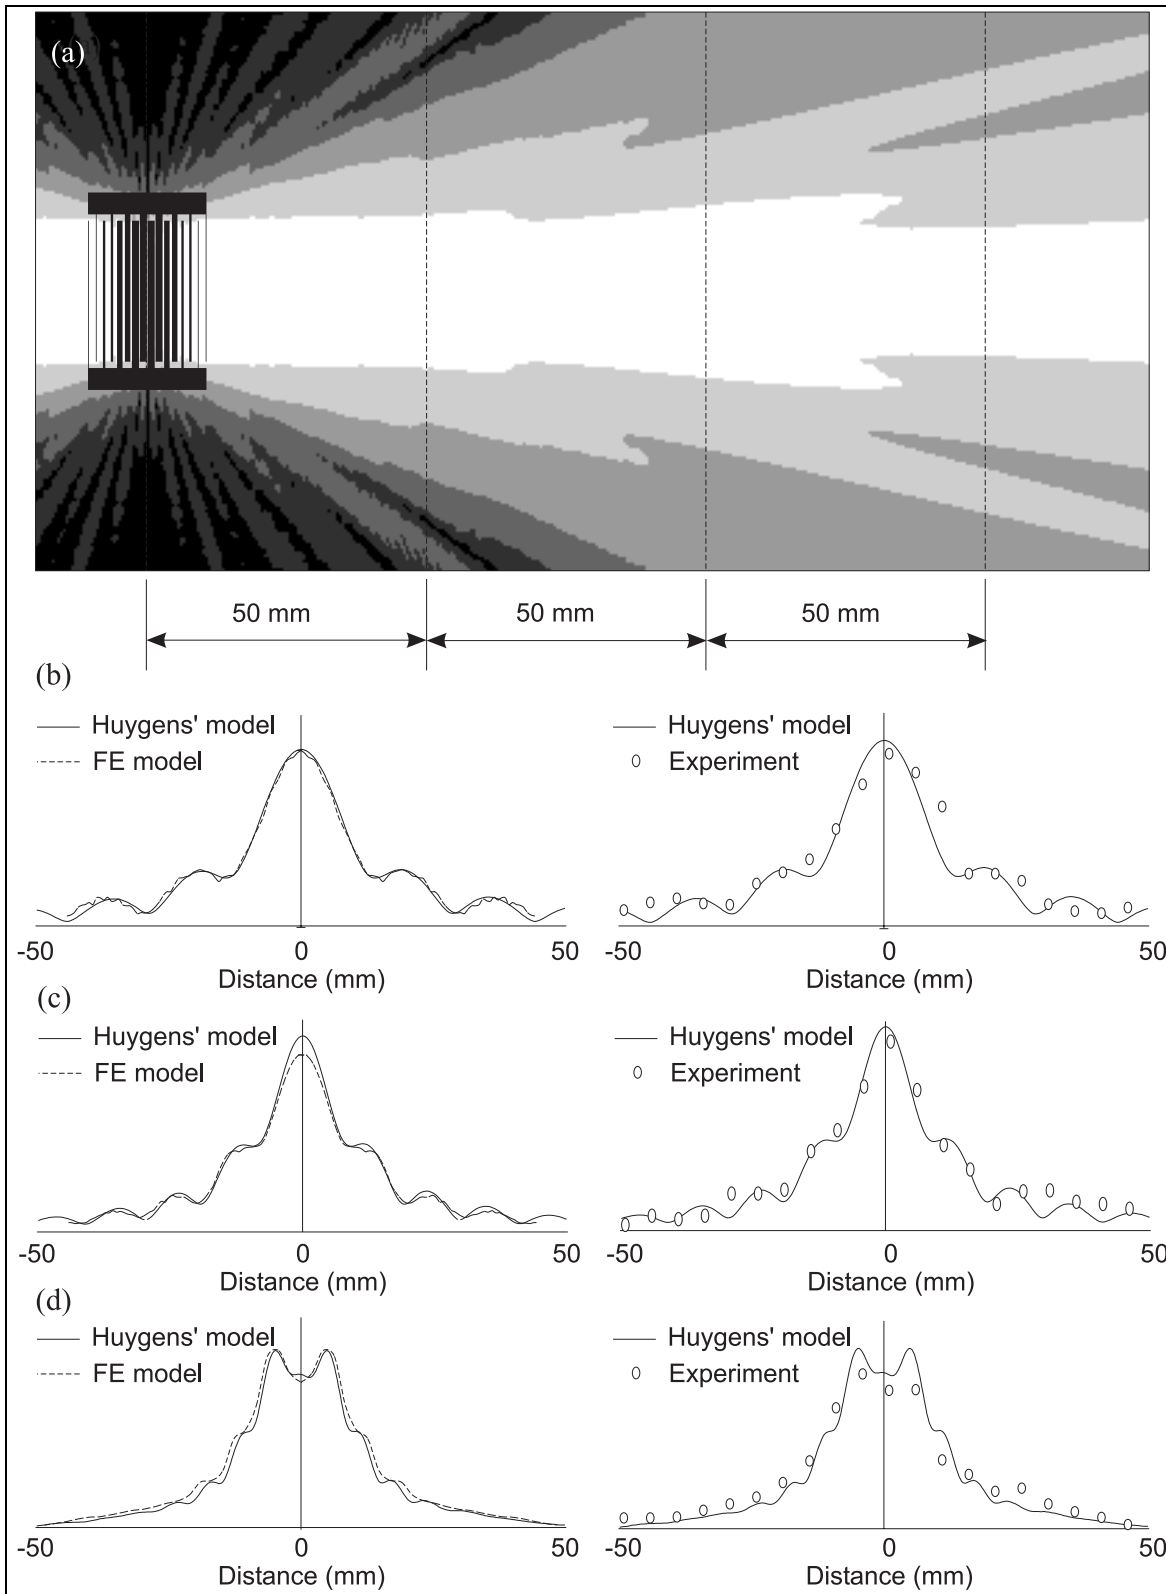 (a)
50 mm 50 mm 50 mm
(b)
Huygens' model
FE model
Huygens' model
Experiment
-50 0 50
Distance (mm)
-50 0 50
Distance (mm)
(c)
Huygens' model
FE model
Huygens' model
Experiment
-50 0 50
Distance (mm)
-50 0 50
Distance (mm)
(d)
Huygens' model
FE model
Huygens' model
Experiment
-50 0 50
Distance (mm)
-50 0 50
Distance (mm)